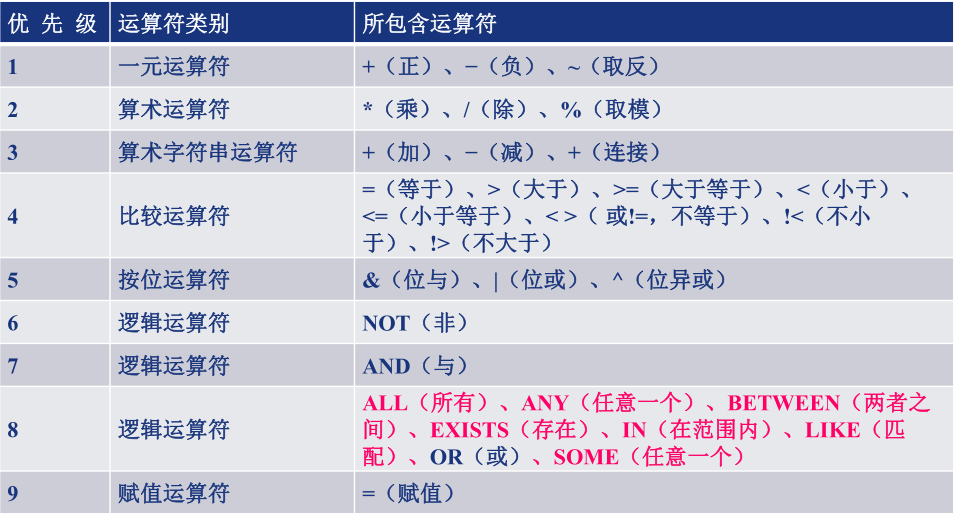 优 先 级 运算符类别 所包含运算符
1 一元运算符 +（正）、−（负）、~（取反）
2 算术运算符 *（乘）、/（除）、%（取模）
3 算术字符串运算符 +（加）、−（减）、+（连接）
4 比较运算符 =（等于）、>（大于）、>=（大于等于）、<（小于）、
<=（小于等于）、< >（ 或!=，不等于）、!<（不小
于）、!>（不大于）
5 按位运算符 &（位与）、|（位或）、^（位异或）
6 逻辑运算符 NOT（非）
7 逻辑运算符 AND（与）
8 逻辑运算符 ALL（所有）、ANY（任意一个）、BETWEEN（两者之
间）、EXISTS（存在）、IN（在范围内）、LIKE（匹
配）、OR（或）、SOME（任意一个）
9 赋值运算符 =（赋值）